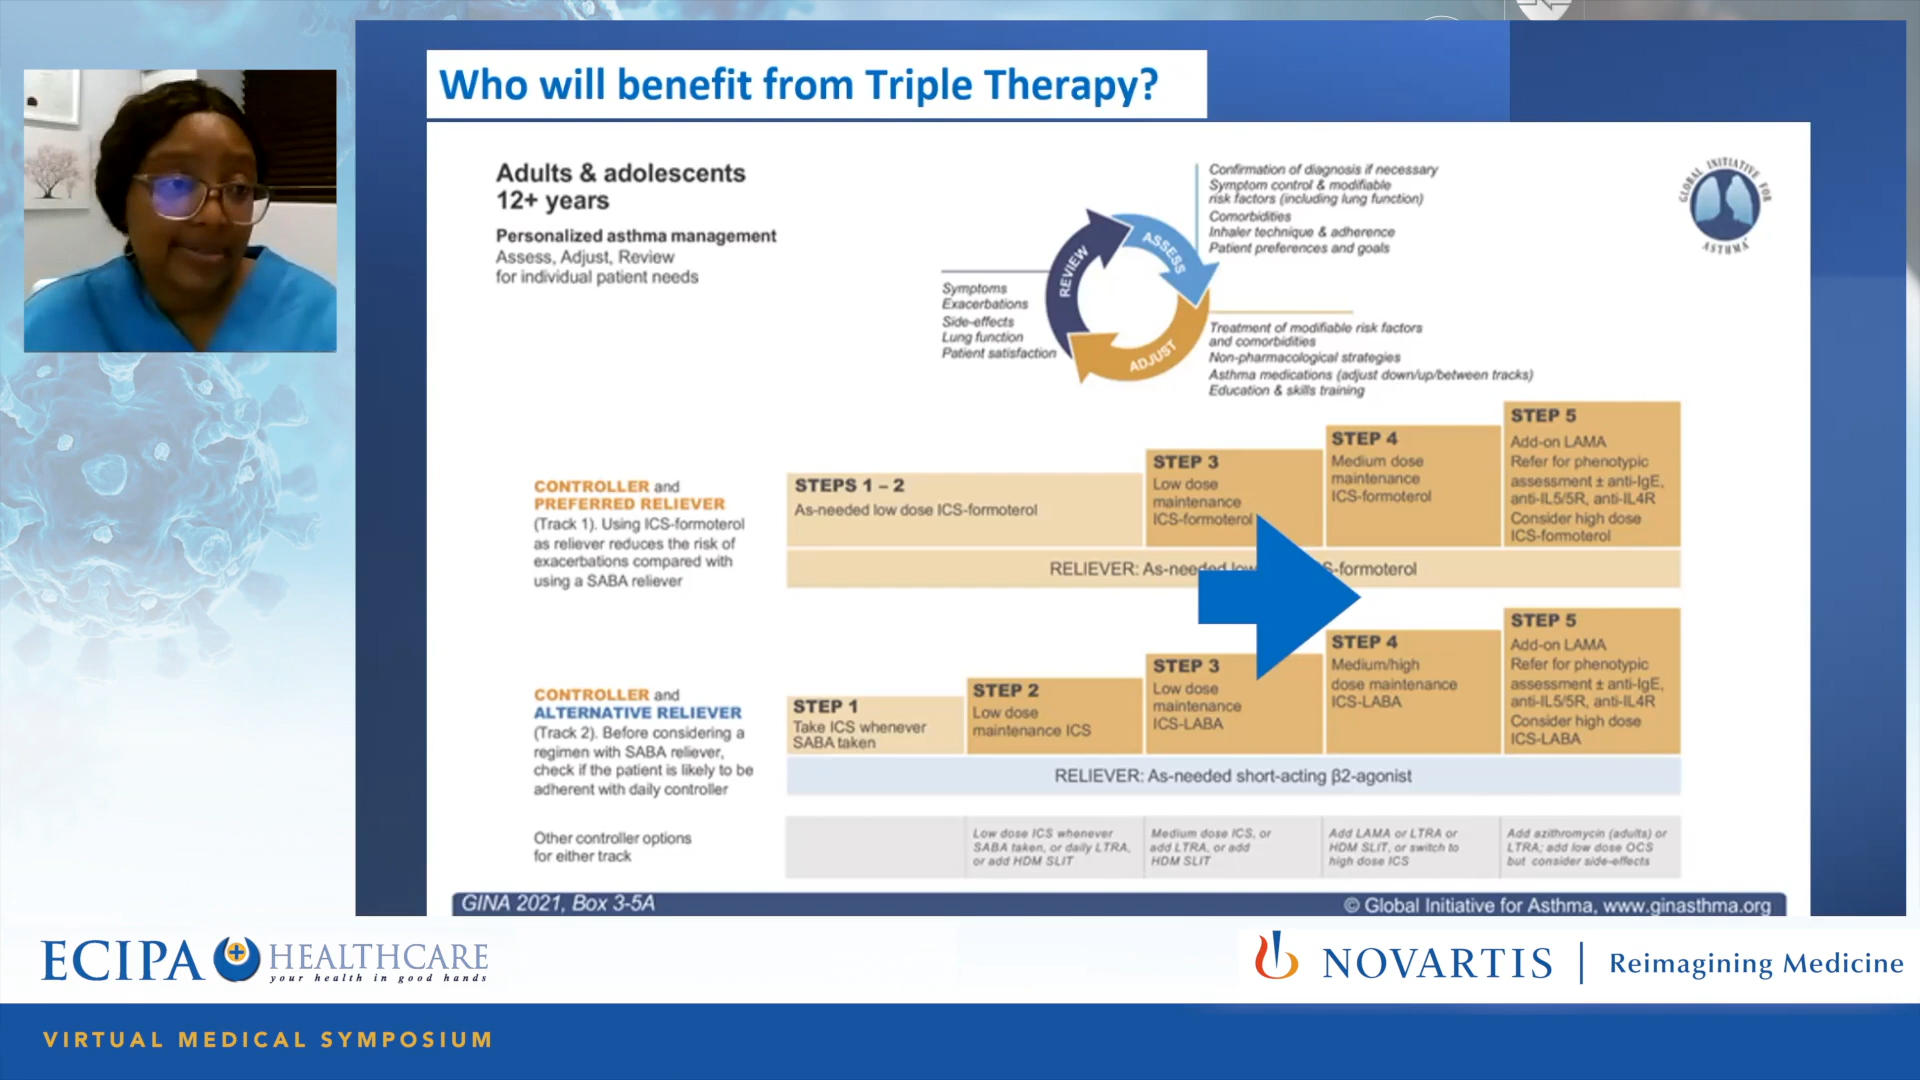 Who will benefit from Triple Therapy?
Adults & adolescents
12+ years
Personalized asthma management
Assess, Adjust, Review
for individual patient needs
Confirmation of diagnosis if necessary
Symptom control & modifiable
risk factors (including lung function)
Comorbidities
Inhaler technique & adherence
Patient preferences and goals
GLOBAL INITIATIVE FOR
ASTHMA
REVIEW
ASSESS
ADJUST
Symptoms
Exacerbations
Side-effects
Lung function
Patient satisfaction
Treatment of modifiable risk factors
and comorbidities
Non-pharmacological strategies
Asthma medications (adjust down/up/between tracks)
Education & skills training
CONTROLLER and
PREFERRED RELIEVER
(Track 1). Using ICS-formoterol
as reliever reduces the risk of
exacerbations compared with
using a SABA reliever
STEPS 1 – 2
As-needed low dose ICS-formoterol
STEP 3
Low dose
maintenance
ICS-formoterol
STEP 4
Medium dose
maintenance
ICS-formoterol
STEP 5
Add-on LAMA
Refer for phenotypic
assessment ± anti-IgE,
anti-IL5/5R, anti-IL4R
Consider high dose
ICS-formoterol
RELIEVER: As-needed low S-formoterol
CONTROLLER and
ALTERNATIVE RELIEVER
(Track 2). Before considering a
regimen with SABA reliever,
check if the patient is likely to be
adherent with daily controller
STEP 1
Take ICS whenever
SABA taken
STEP 2
Low dose
maintenance ICS
STEP 3
Low dose
maintenance
ICS-LABA
STEP 4
Medium/high
dose maintenance
ICS-LABA
STEP 5
Add-on LAMA
Refer for phenotypic
assessment ± anti-IgE,
anti-IL5/5R, anti-IL4R
Consider high dose
ICS-LABA
RELIEVER: As-needed short-acting β2-agonist
Other controller options
for either track
Low dose ICS whenever
SABA taken, or daily LTRA,
or add HDM SLIT
Medium dose ICS, or
add LTRA, or add
HDM SLIT
Add LAMA or LTRA or
HDM SLIT, or switch to
high dose ICS
Add azithromycin (adults) or
LTRA; add low dose OCS
but consider side-effects
GINA 2021, Box 3-5A
© Global Initiative for Asthma, www.ginasthma.org
ECIPA HEALTHCARE
your health in good hands
NOVARTIS | Reimagining Medicine
VIRTUAL MEDICAL SYMPOSIUM